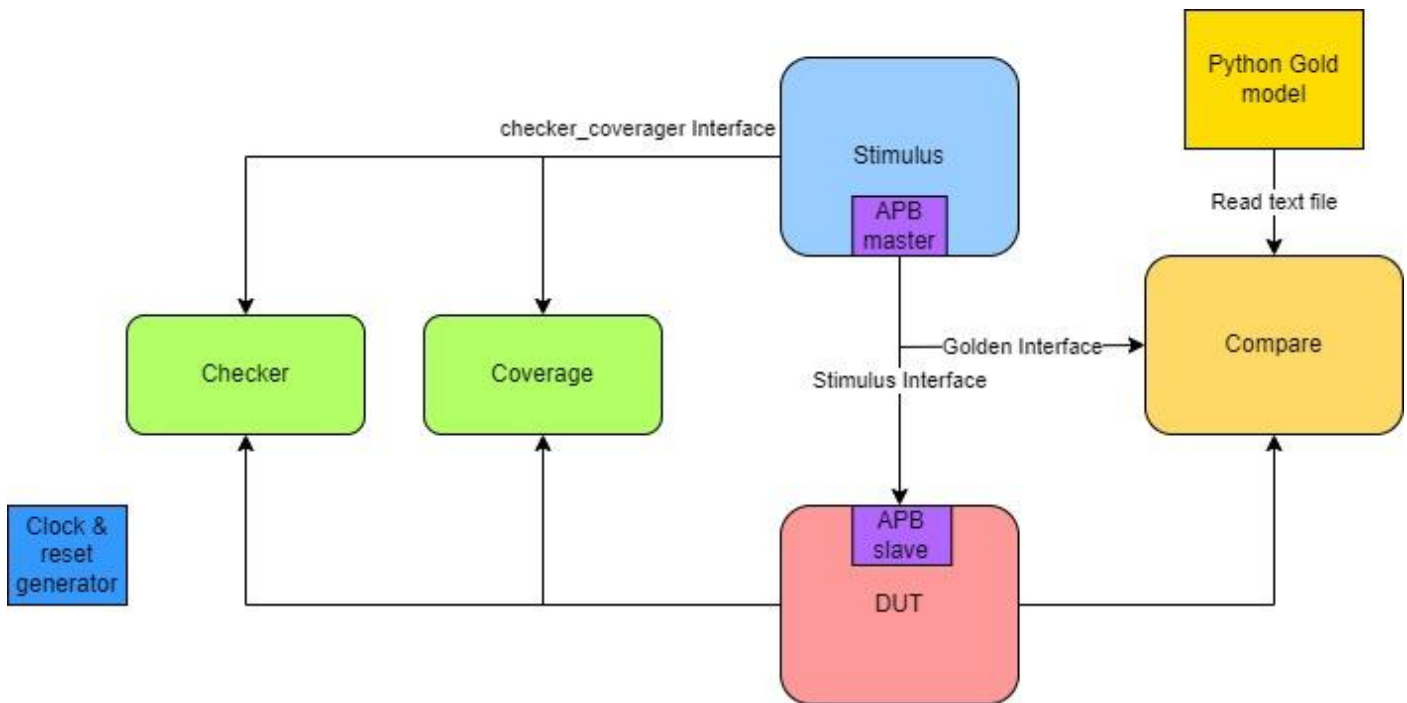 Python Gold
model
checker_coverager Interface
Stimulus
Read text file
APB
master
Golden Interface
Compare
Checker
Coverage
Stimulus Interface
Clock &
reset
generator
APB
slave
DUT